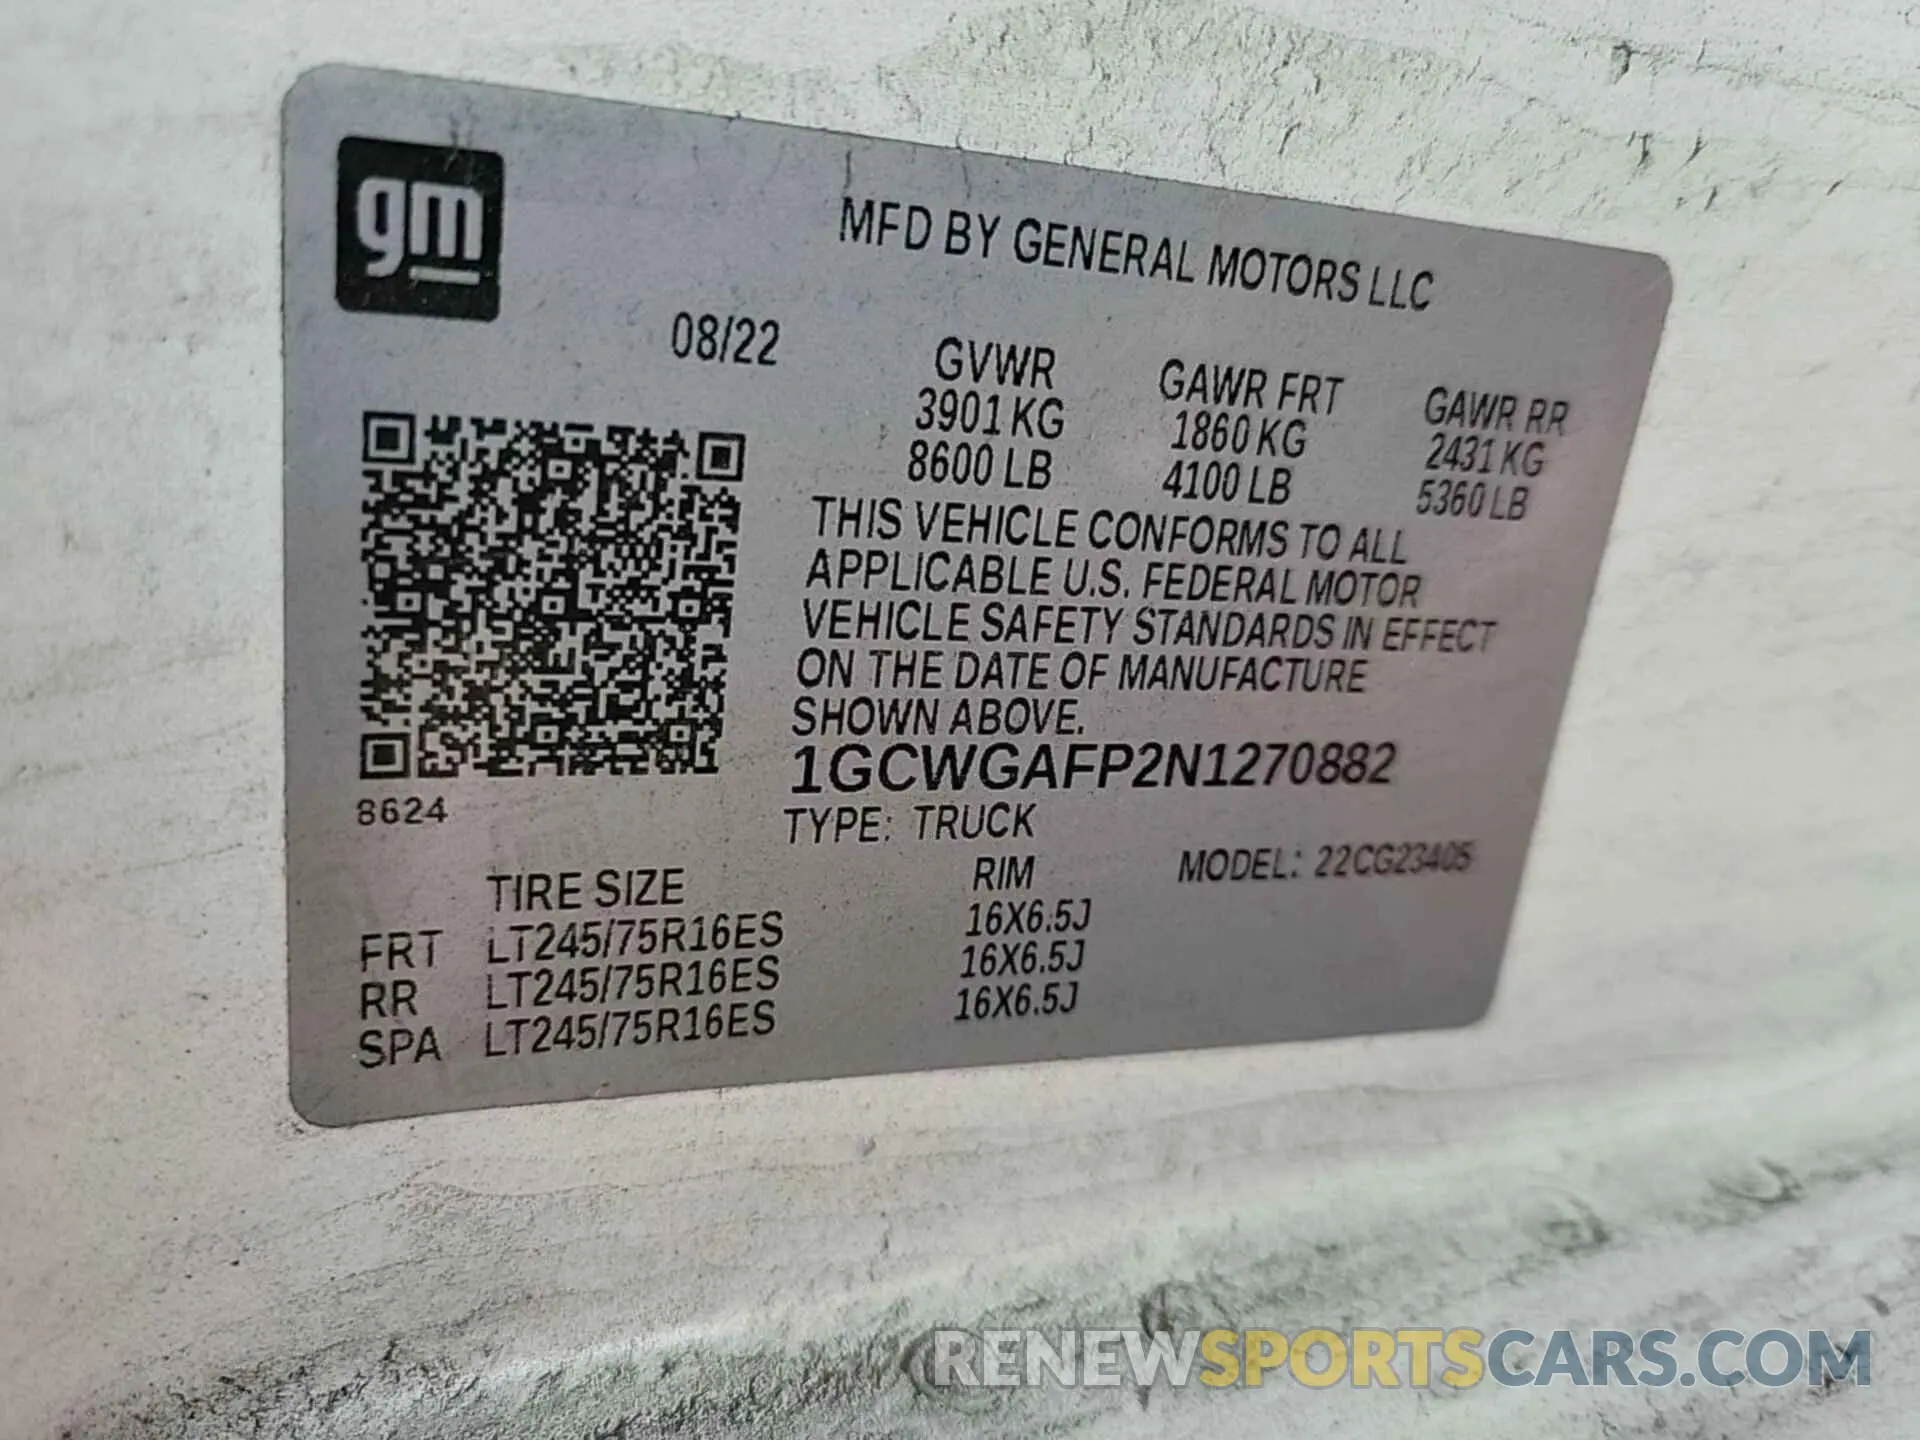 gm
MFD BY GENERAL MOTORS LLC
08/22
GVWR GAWR FRT GAWR RR
3901 KG 1860 KG 2431 KG
8600 LB 4100 LB 5360 LB
THIS VEHICLE CONFORMS TO ALL
APPLICABLE U.S. FEDERAL MOTOR
VEHICLE SAFETY STANDARDS IN EFFECT
ON THE DATE OF MANUFACTURE
SHOWN ABOVE.
1GCWGAFP2N1270882
8624
TYPE: TRUCK
MODEL: 22CG23405
TIRE SIZE RIM
FRT LT245/75R16ES 16X6.5J
RR LT245/75R16ES 16X6.5J
SPA LT245/75R16ES 16X6.5J
RENEWSPORTSCARS.COM